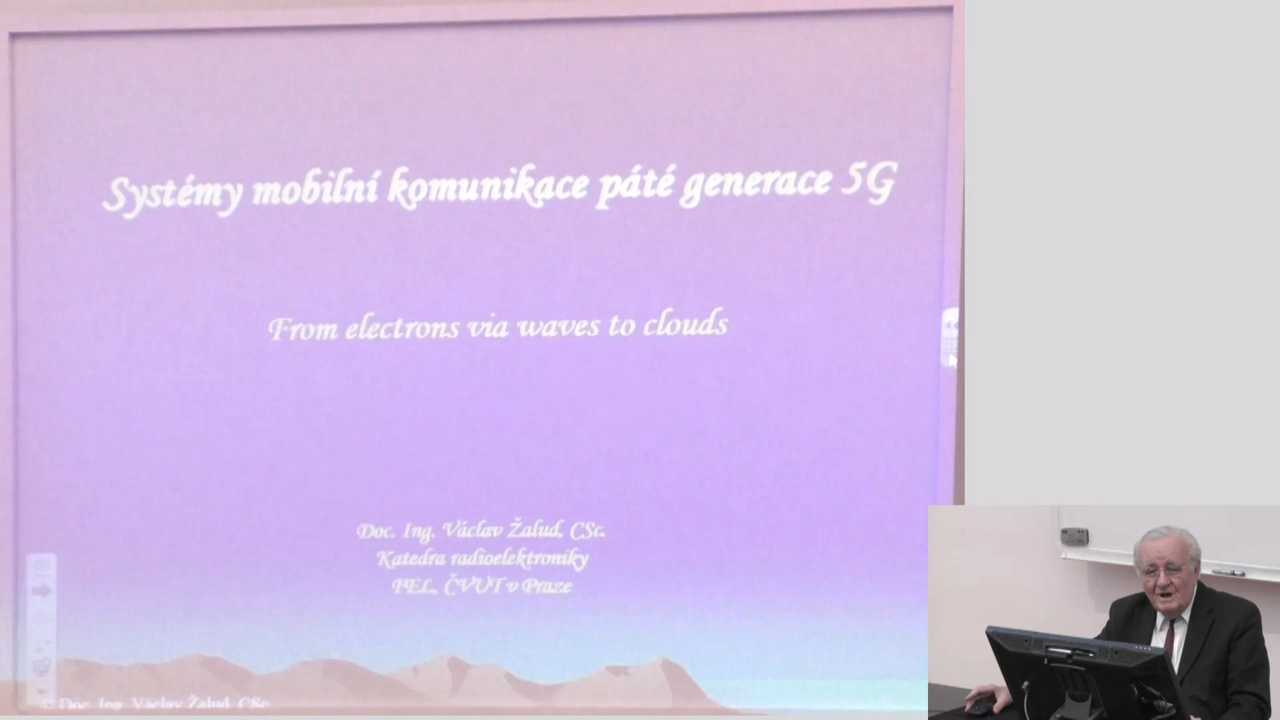 Systémy mobilní komunikace páté generace 5G
From electrons via waves to clouds
Doc. Ing. Václav Žalud, CSc.
Katedra radioelektroniky
FEL, ČVUT v Praze
© Doc. Ing. Václav Žalud, CSc.